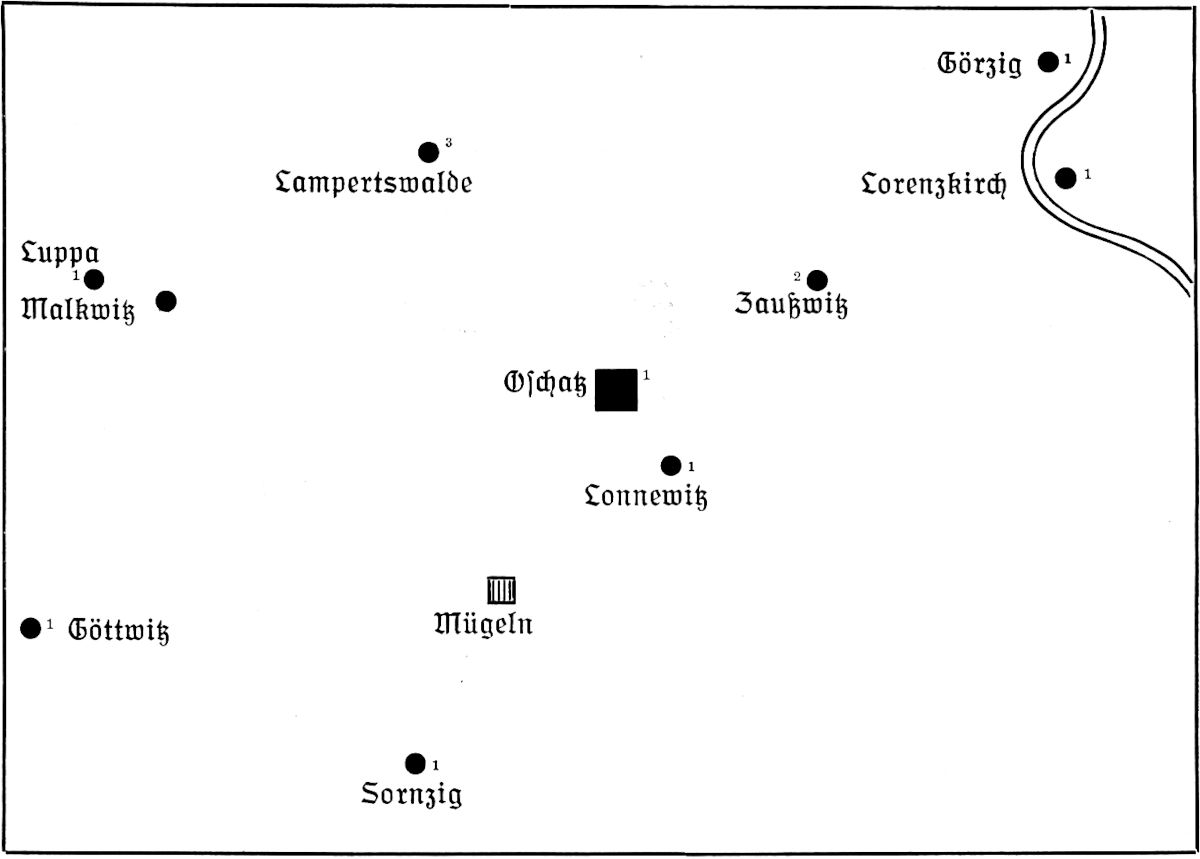 Görzig 1
3
Lampertswalde
Lorenzkirch 1
Luppa
1
Malkwitz
2
Zaußwitz
Oſchatz 1
1
Lonnewitz
Mügeln
1 Göttwitz
1
Sornzig